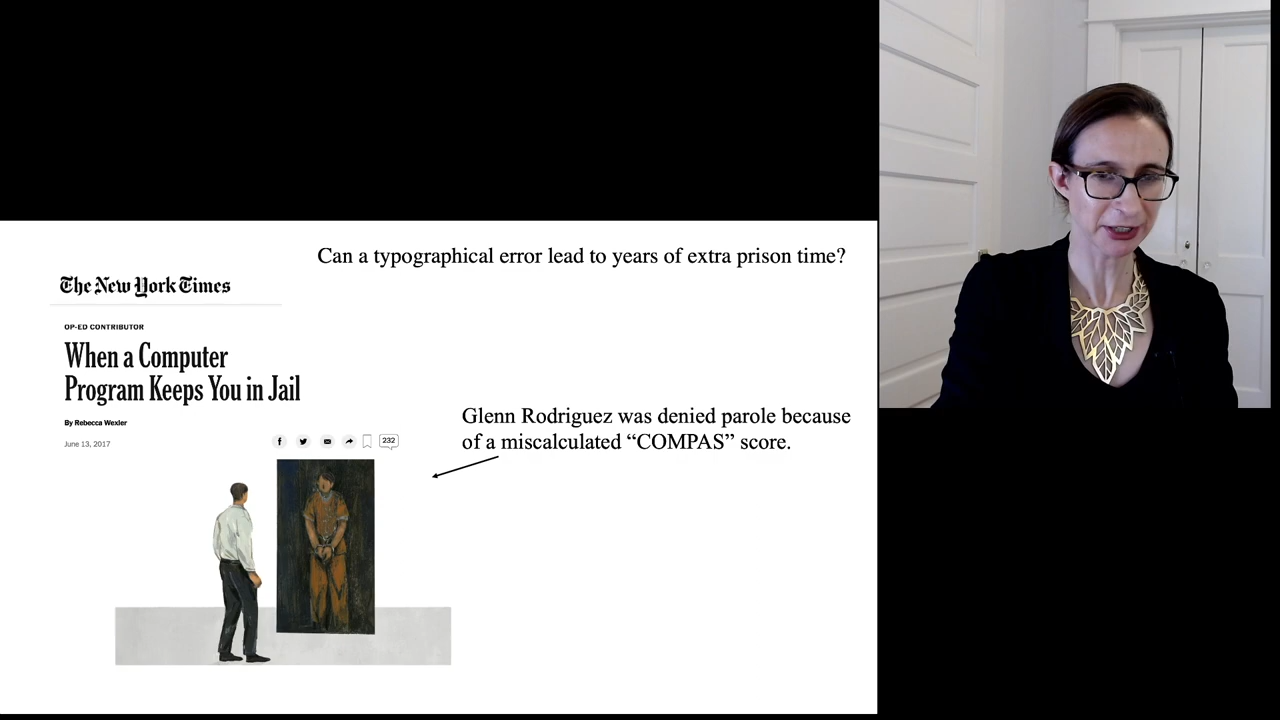 Can a typographical error lead to years of extra prison time?
The New York Times
OP-ED CONTRIBUTOR
When a Computer
Program Keeps You in Jail
By Rebecca Wexler
June 13, 2017
232
Glenn Rodriguez was denied parole because
of a miscalculated “COMPAS” score.